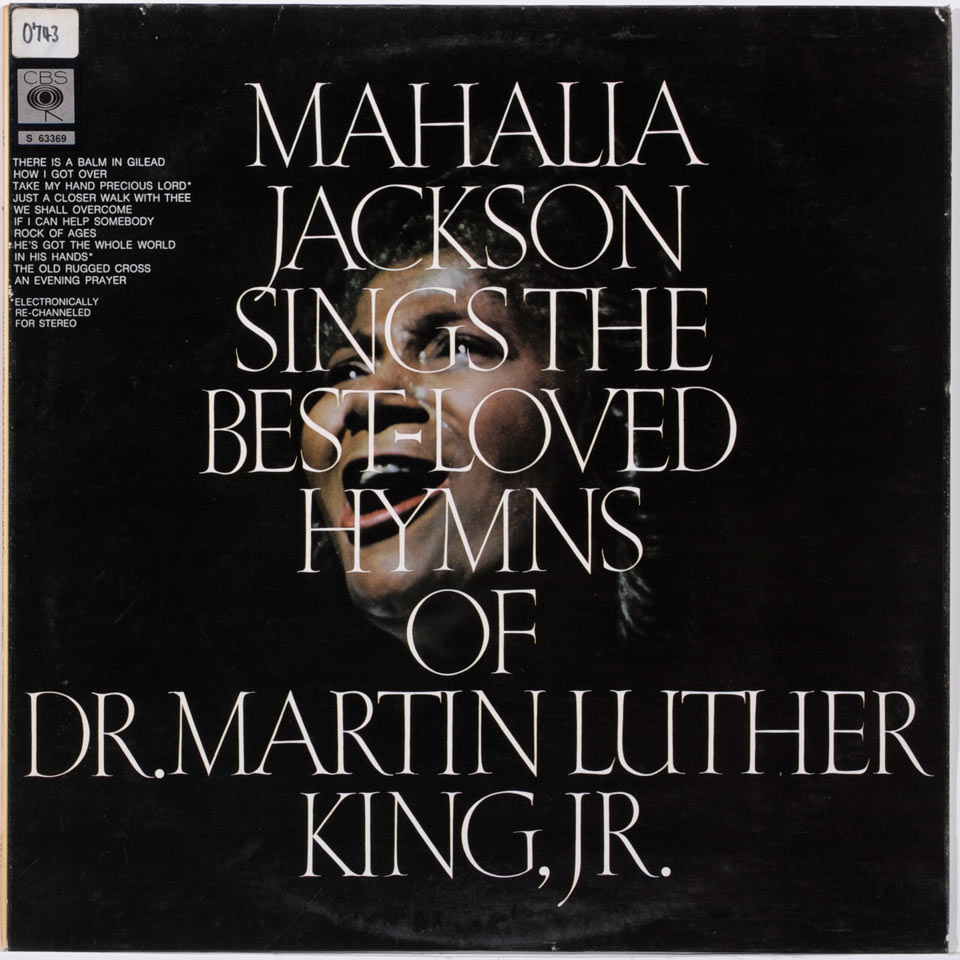 0743
CBS
S 63369
THERE IS A BALM IN GILEAD
HOW I GOT OVER
TAKE MY HAND PRECIOUS LORD*
JUST A CLOSER WALK WITH THEE
WE SHALL OVERCOME
IF I CAN HELP SOMEBODY
ROCK OF AGES
HE'S GOT THE WHOLE WORLD
IN HIS HANDS*
THE OLD RUGGED CROSS
AN EVENING PRAYER
ELECTRONICALLY
RE-CHANNELED
FOR STEREO
MAHALIA
JACKSON
SINGS THE
BEST-LOVED
HYMNS
OF
DR. MARTIN LUTHER
KING, JR.